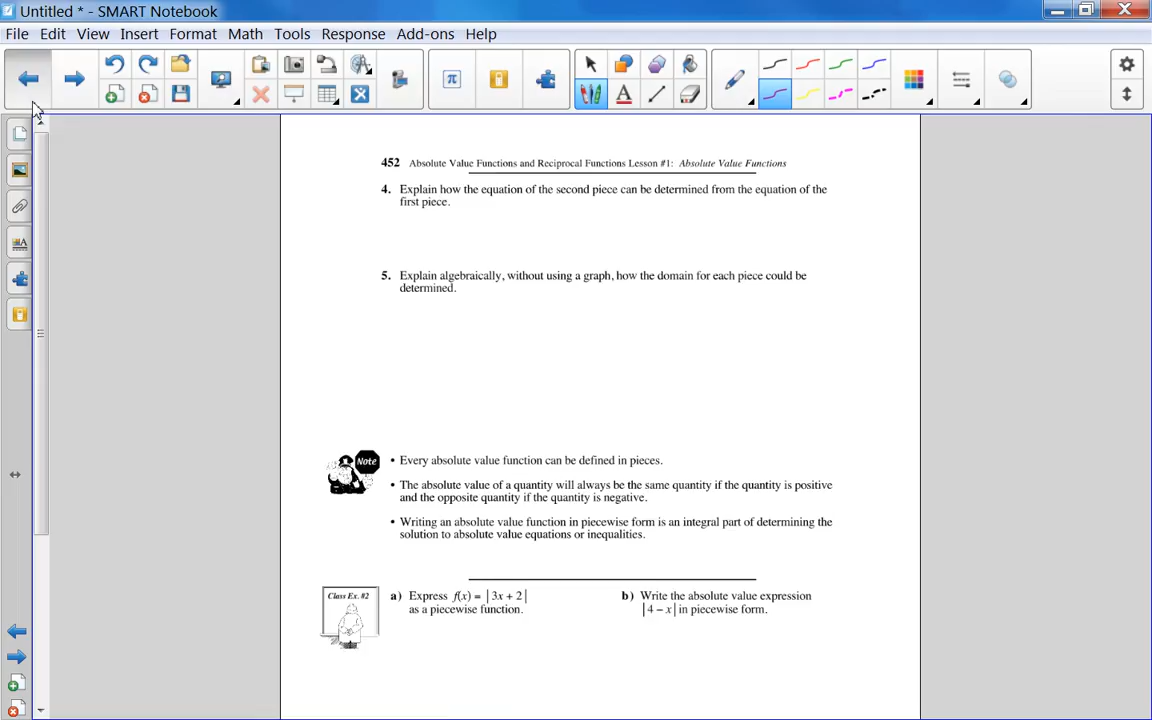 Untitled * - SMART Notebook
File Edit View Insert Format Math Tools Response Add-ons Help
π
A
452 Absolute Value Functions and Reciprocal Functions Lesson #1: Absolute Value Functions
4. Explain how the equation of the second piece can be determined from the equation of the
first piece.
5. Explain algebraically, without using a graph, how the domain for each piece could be
determined.
Note
• Every absolute value function can be defined in pieces.
• The absolute value of a quantity will always be the same quantity if the quantity is positive
and the opposite quantity if the quantity is negative.
• Writing an absolute value function in piecewise form is an integral part of determining the
solution to absolute value equations or inequalities.
Class Ex. #2
a) Express f(x) = | 3x + 2 |
as a piecewise function.
b) Write the absolute value expression
| 4 − x | in piecewise form.